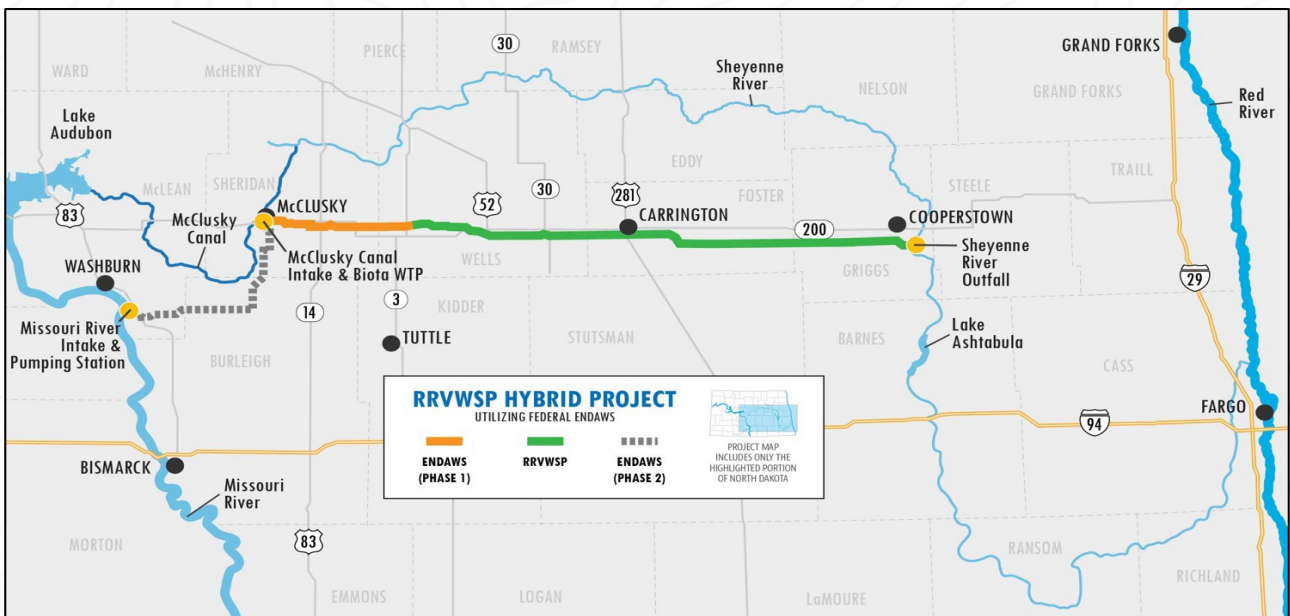 30
RAMSEY
PIERCE
GRAND FORKS
WARD
McHENRY
Sheyenne
River
NELSON
GRAND FORKS
Red
River
Lake
Audubon
EDDY
TRAILL
McLEAN
SHERIDAN
30
281
FOSTER
STEELE
83
McCLUSKY
52
CARRINGTON
COOPERSTOWN
McClusky
Canal
200
McClusky Canal
Intake & Biota WTP
WELLS
GRIGGS
Sheyenne
River
Outfall
WASHBURN
29
14
3
KIDDER
Missouri River
Intake &
Pumping Station
TUTTLE
STUTSMAN
BARNES
Lake
Ashtabula
BURLEIGH
CASS
RRVWSP HYBRID PROJECT
UTILIZING FEDERAL ENDAWS
ENDAWS
(PHASE 1)
RRVWSP
ENDAWS
(PHASE 2)
PROJECT MAP
INCLUDES ONLY THE
HIGHLIGHTED PORTION
OF NORTH DAKOTA
FARGO
94
BISMARCK
Missouri
River
83
MORTON
RANSOM
RICHLAND
EMMONS
LOGAN
LaMOURE